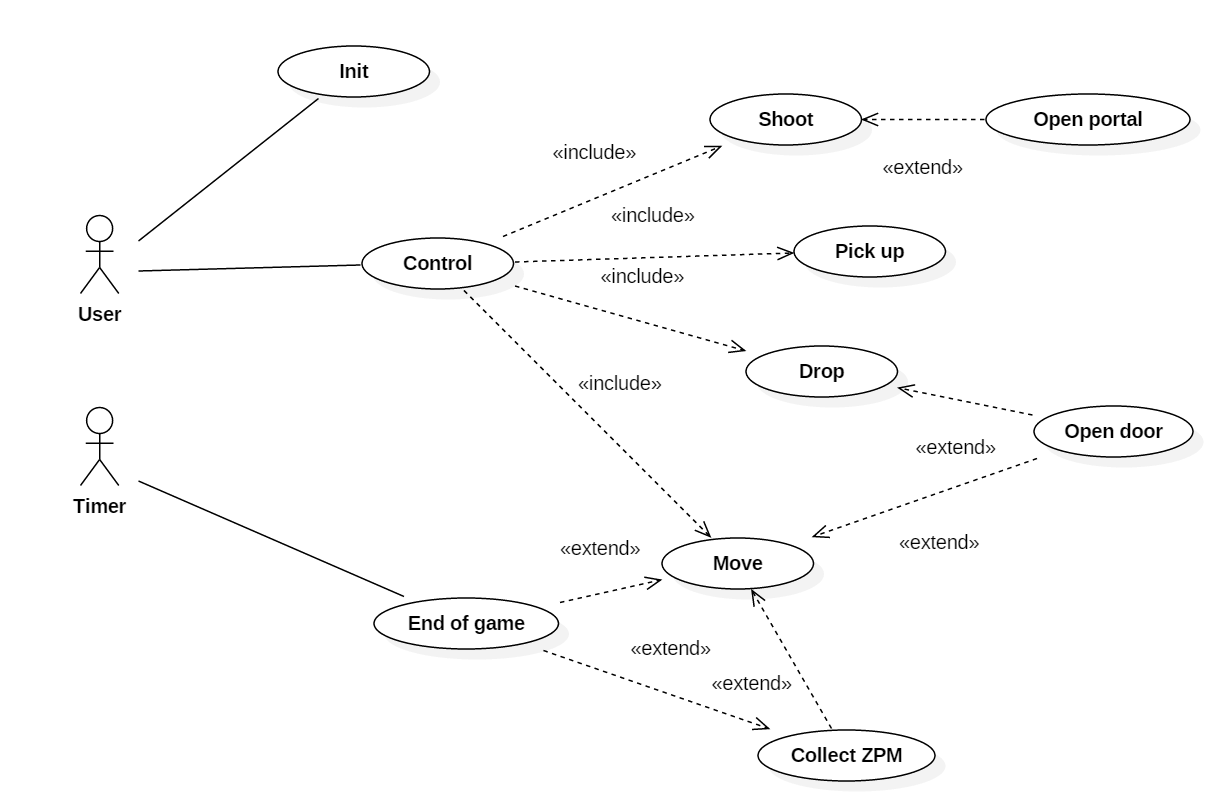 Init
Shoot
Open portal
«include»
«extend»
«include»
Pick up
Control
«include»
User
Drop
«include»
Open door
«extend»
Timer
«extend»
«extend»
Move
End of game
«extend»
«extend»
Collect ZPM